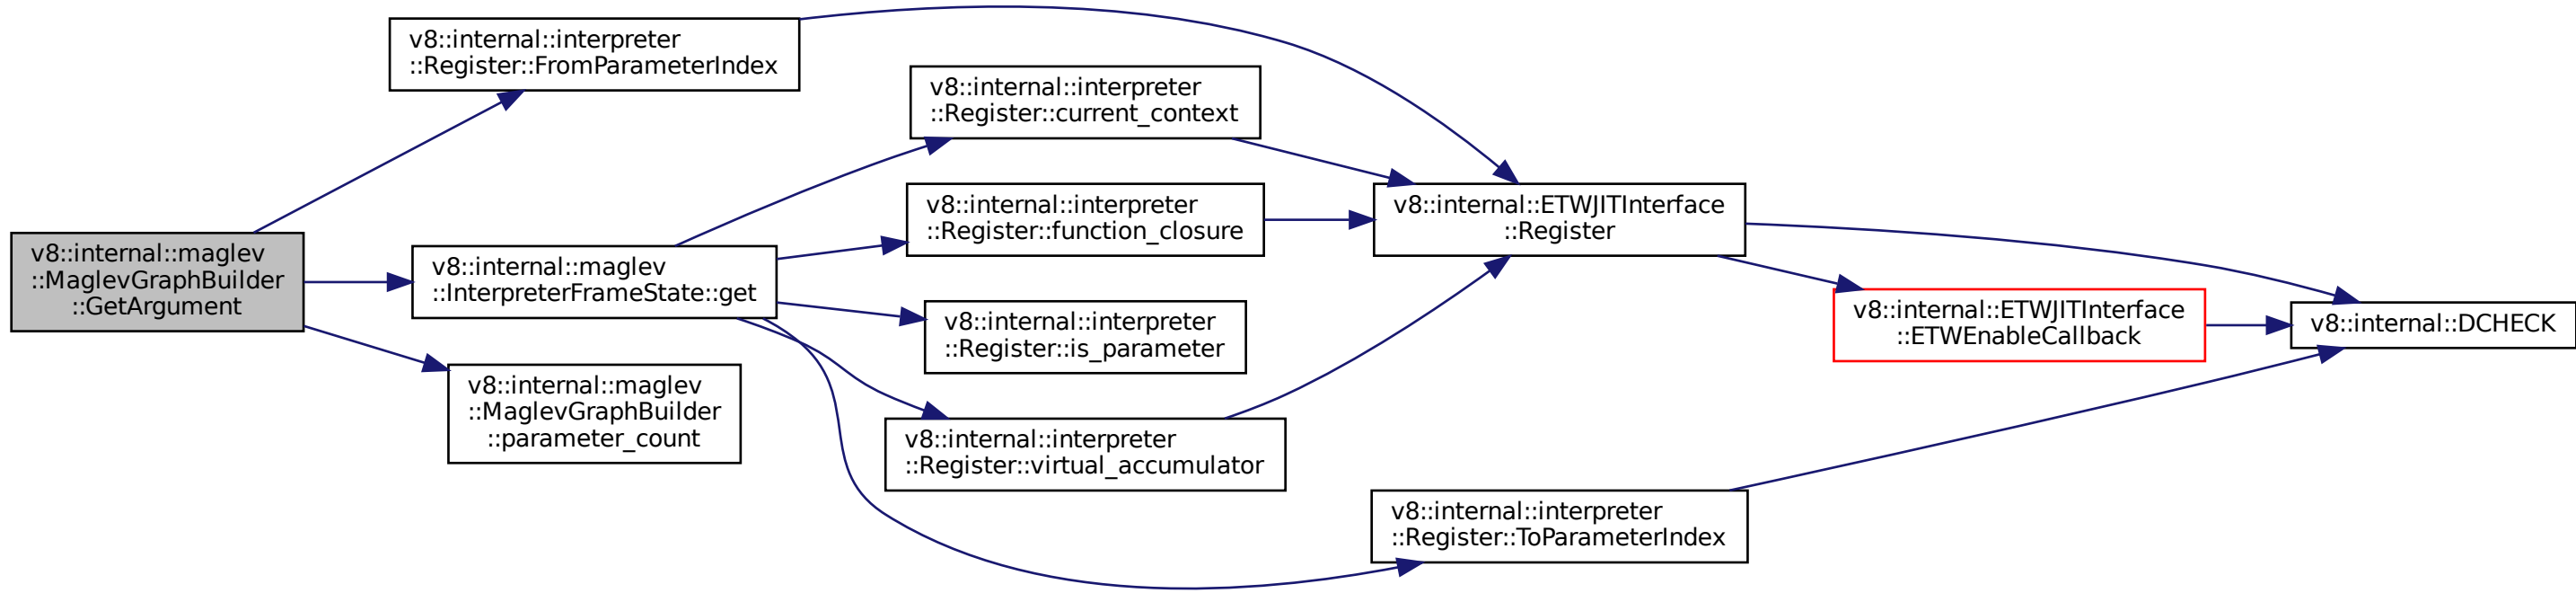 v8::internal::maglev
::MaglevGraphBuilder
::GetArgument
v8::internal::interpreter
::Register::FromParameterIndex
v8::internal::maglev
::InterpreterFrameState::get
v8::internal::maglev
::MaglevGraphBuilder
::parameter_count
v8::internal::interpreter
::Register::current_context
v8::internal::interpreter
::Register::function_closure
v8::internal::interpreter
::Register::is_parameter
v8::internal::interpreter
::Register::virtual_accumulator
v8::internal::ETWJITInterface
::Register
v8::internal::interpreter
::Register::ToParameterIndex
v8::internal::ETWJITInterface
::ETWEnableCallback
v8::internal::DCHECK